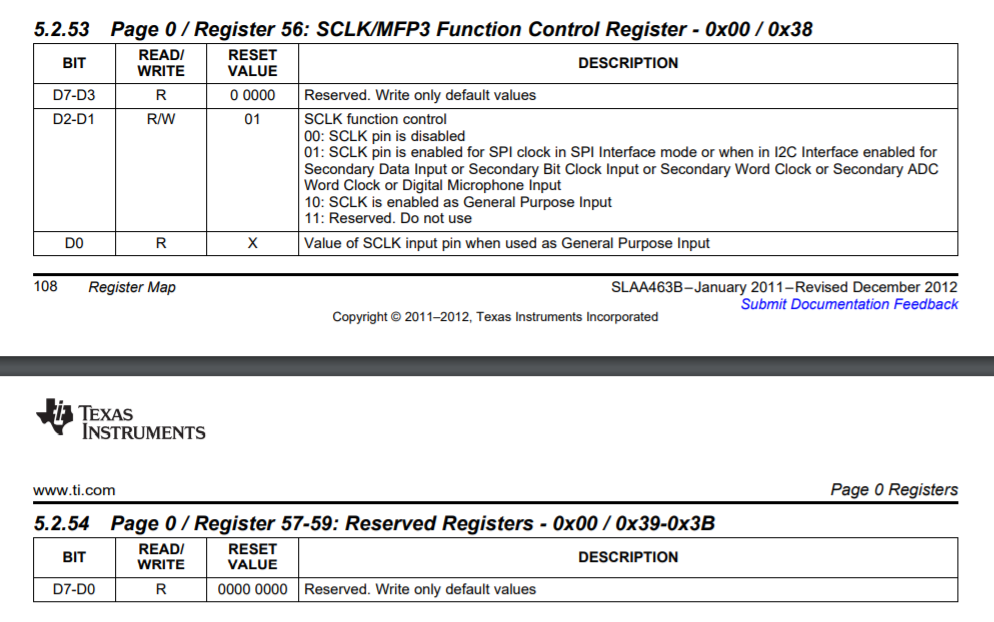 5.2.53 Page 0 / Register 56: SCLK/MFP3 Function Control Register - 0x00 / 0x38
BIT READ/ WRITE RESET VALUE DESCRIPTION
D7-D3 R 0 0000 Reserved. Write only default values
D2-D1 R/W 01 SCLK function control
00: SCLK pin is disabled
01: SCLK pin is enabled for SPI clock in SPI Interface mode or when in I2C Interface enabled for
Secondary Data Input or Secondary Bit Clock Input or Secondary Word Clock or Secondary ADC
Word Clock or Digital Microphone Input
10: SCLK is enabled as General Purpose Input
11: Reserved. Do not use
D0 R X Value of SCLK input pin when used as General Purpose Input
108 Register Map SLAA463B–January 2011–Revised December 2012
Submit Documentation Feedback
Copyright © 2011–2012, Texas Instruments Incorporated
TEXAS
INSTRUMENTS
www.ti.com Page 0 Registers
5.2.54 Page 0 / Register 57-59: Reserved Registers - 0x00 / 0x39-0x3B
BIT READ/ WRITE RESET VALUE DESCRIPTION
D7-D0 R 0000 0000 Reserved. Write only default values